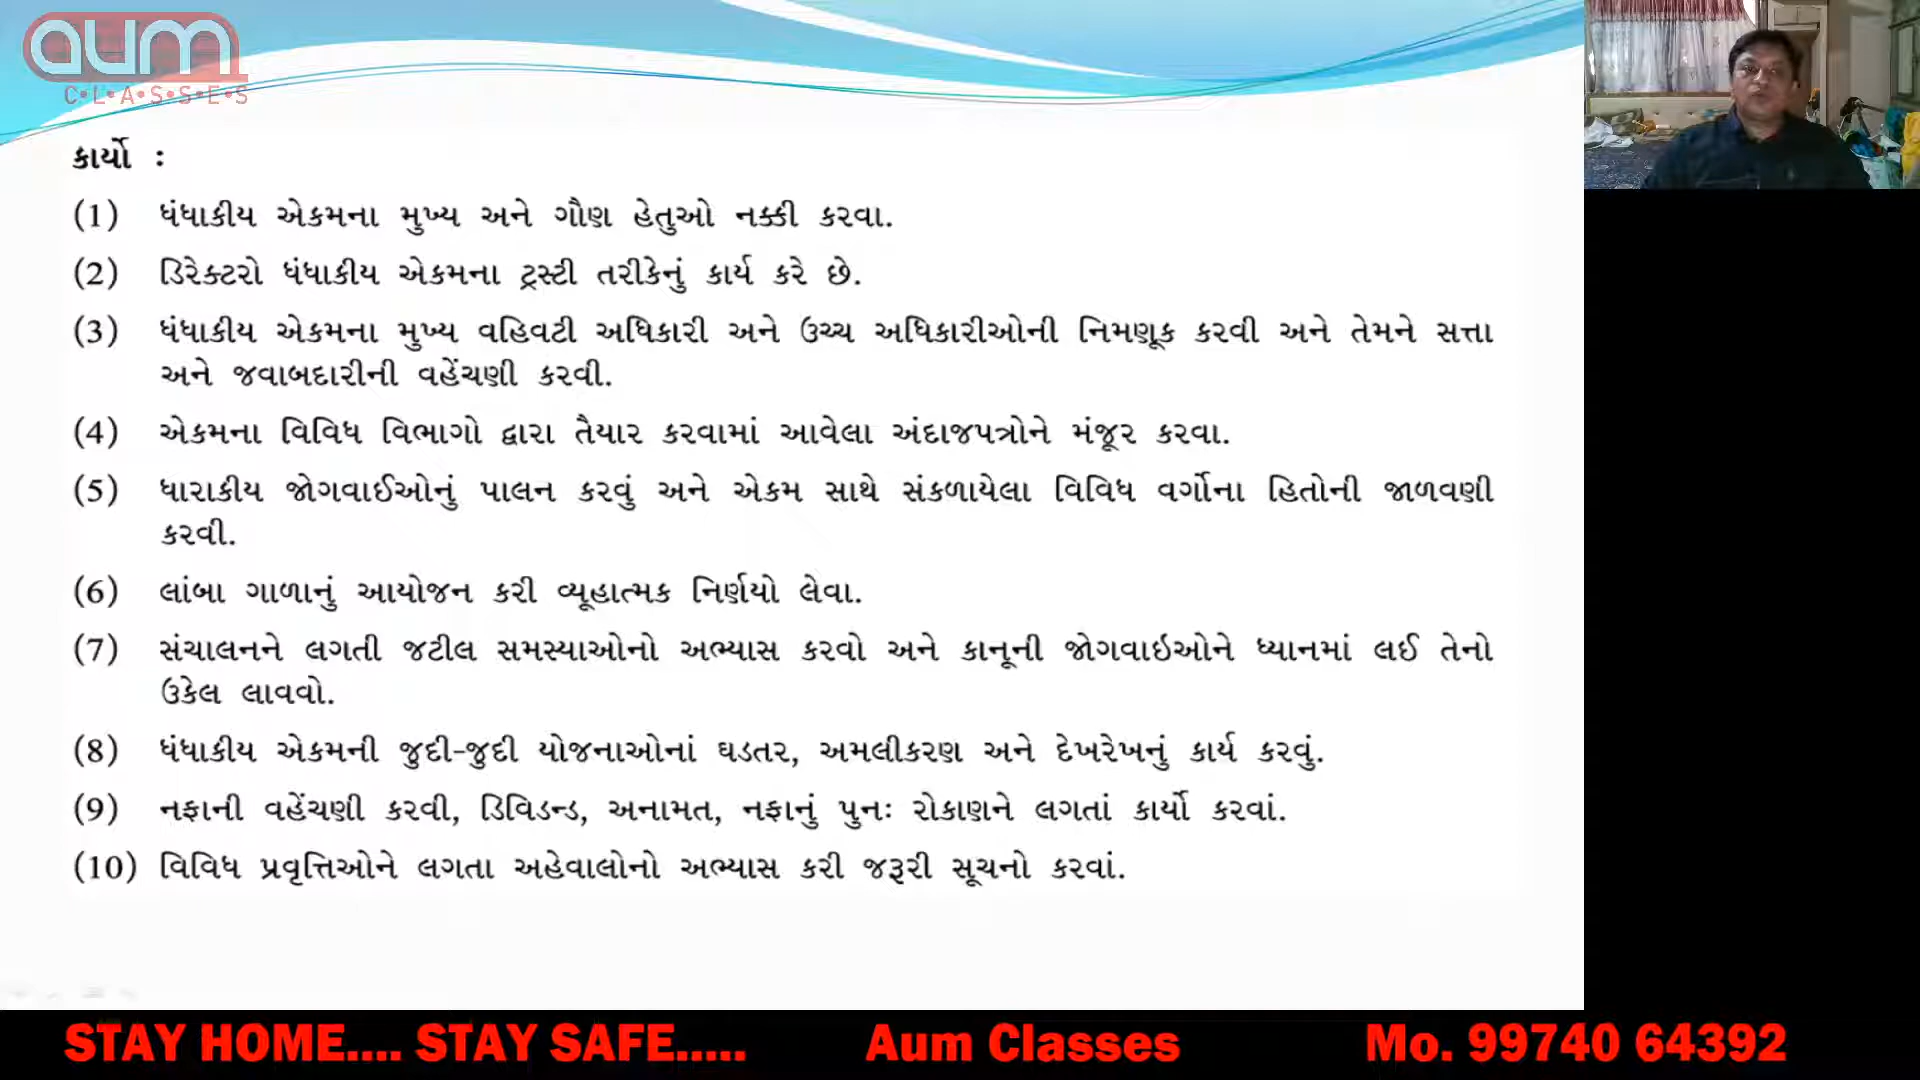 aum
C•L•A•S•S•E•S
કાર્યો :
(1) ધંધાકીય એકમના મુખ્ય અને ગૌણ હેતુઓ નક્કી કરવા.
(2) ડિરેક્ટરો ધંધાકીય એકમના ટ્રસ્ટી તરીકેનું કાર્ય કરે છે.
(3) ધંધાકીય એકમના મુખ્ય વહિવટી અધિકારી અને ઉચ્ચ અધિકારીઓની નિમણૂક કરવી અને તેમને સત્તા
અને જવાબદારીની વહેંચણી કરવી.
(4) એકમના વિવિધ વિભાગો દ્વારા તૈયાર કરવામાં આવેલા અંદાજપત્રોને મંજૂર કરવા.
(5) ધારાકીય જોગવાઈઓનું પાલન કરવું અને એકમ સાથે સંકળાયેલા વિવિધ વર્ગોના હિતોની જાળવણી
કરવી.
(6) લાંબા ગાળાનું આયોજન કરી વ્યૂહાત્મક નિર્ણયો લેવા.
(7) સંચાલનને લગતી જટીલ સમસ્યાઓનો અભ્યાસ કરવો અને કાનૂની જોગવાઇઓને ધ્યાનમાં લઈ તેનો
ઉકેલ લાવવો.
(8) ધંધાકીય એકમની જુદી-જુદી યોજનાઓનાં ઘડતર, અમલીકરણ અને દેખરેખનું કાર્ય કરવું.
(9) નફાની વહેંચણી કરવી, ડિવિડન્ડ, અનામત, નફાનું પુનઃ રોકાણને લગતાં કાર્યો કરવાં.
(10) વિવિધ પ્રવૃત્તિઓને લગતા અહેવાલોનો અભ્યાસ કરી જરૂરી સૂચનો કરવાં.
STAY HOME.... STAY SAFE..... Aum Classes Mo. 99740 64392